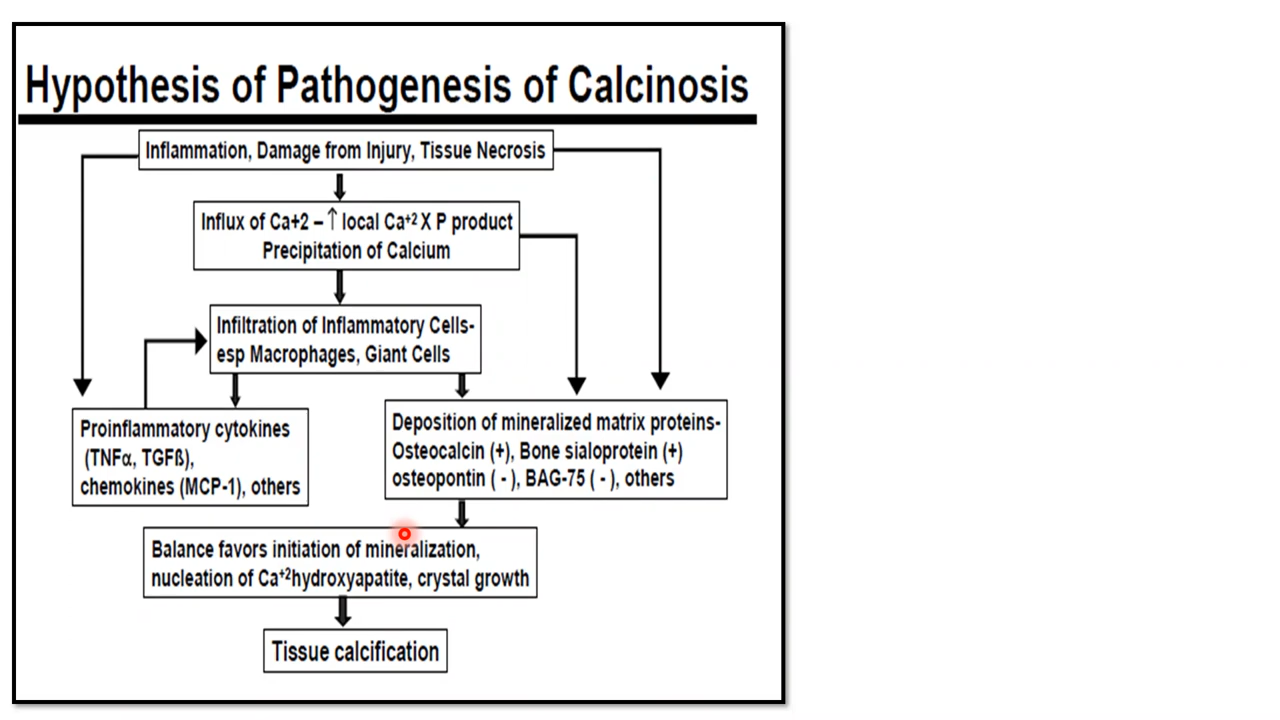 Hypothesis of Pathogenesis of Calcinosis
Inflammation, Damage from Injury, Tissue Necrosis
Influx of Ca+2 – ↑ local Ca⁺² X P product
Precipitation of Calcium
Infiltration of Inflammatory Cells-
esp Macrophages, Giant Cells
Proinflammatory cytokines
(TNFα, TGFß),
chemokines (MCP-1), others
Deposition of mineralized matrix proteins-
Osteocalcin (+), Bone sialoprotein (+)
osteopontin ( - ), BAG-75 ( - ), others
Balance favors initiation of mineralization,
nucleation of Ca⁺²hydroxyapatite, crystal growth
Tissue calcification